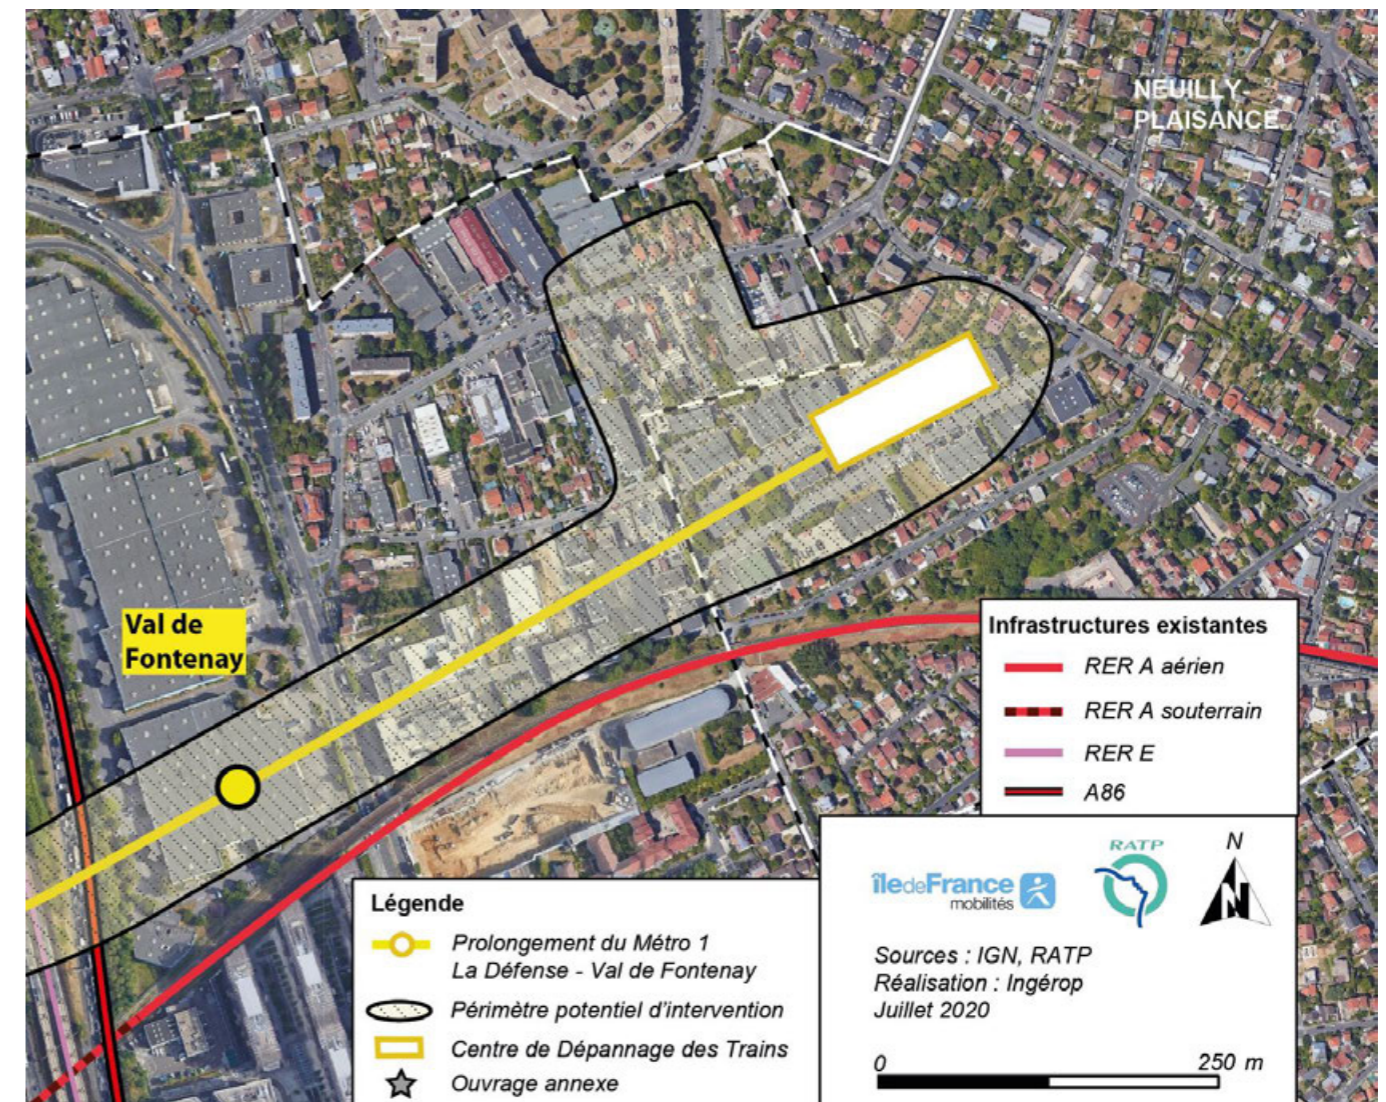 NEUILLY-
PLAISANCE
Val de
Fontenay
Infrastructures existantes
RER A aérien
RER A souterrain
RER E
A86
Légende
Prolongement du Métro 1
La Défense - Val de Fontenay
Périmètre potentiel d'intervention
Centre de Dépannage des Trains
Ouvrage annexe
îledeFrance
mobilités
RATP
N
N
Sources : IGN, RATP
Réalisation : Ingérop
Juillet 2020
0 250 m